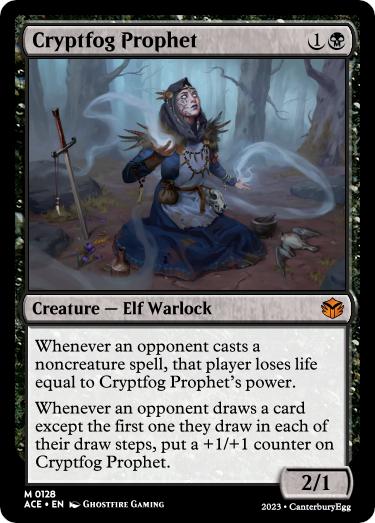 Cryptfog Prophet 1
Creature — Elf Warlock
Whenever an opponent casts a
noncreature spell, that player loses life
equal to Cryptfog Prophet's power.
Whenever an opponent draws a card
except the first one they draw in each of
their draw steps, put a +1/+1 counter on
Cryptfog Prophet.
2/1
M 0128
ACE • EN Ghostfire Gaming
2023 • CanterburyEgg